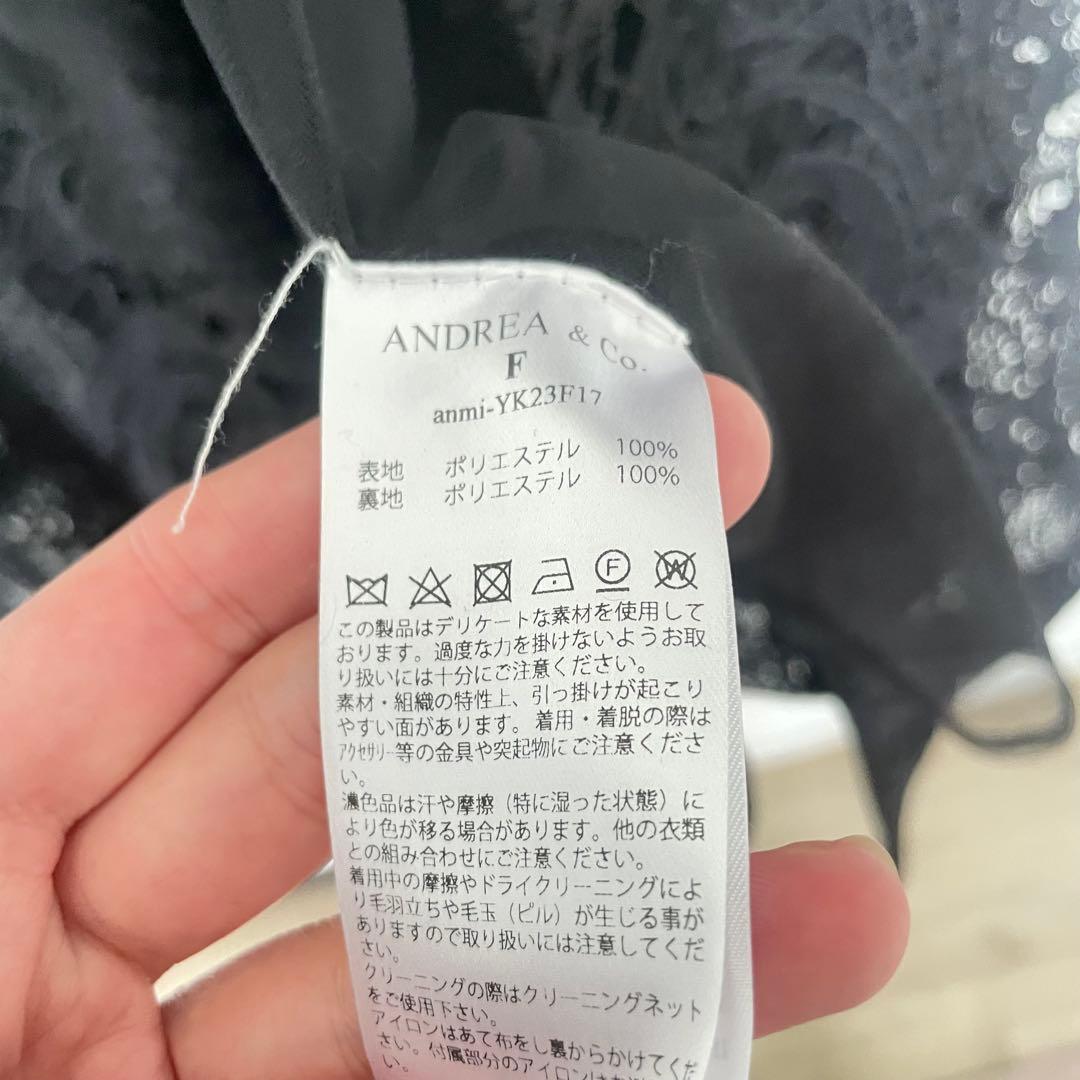 ANDREA & Co.
F
anmi-YK23F17
表地 ポリエステル 100%
裏地 ポリエステル 100%
F W
この製品はデリケートな素材を使用して
おります。過度な力を掛けないようお取
り扱いには十分にご注意ください。
素材・組織の特性上、引っ掛けが起こり
やすい面があります。着用・着脱の際は
アクセサリー等の金具や突起物にご注意くださ
い。
濃色品は汗や摩擦（特に湿った状態）に
より色が移る場合があります。他の衣類
との組み合わせにご注意ください。
着用中の摩擦やドライクリーニングによ
り毛羽立ちや毛玉（ピル）が生じる事が
ありますので取り扱いには注意してくだ
さい。
クリーニングの際はクリーニングネット
をご使用下さい。
アイロンはあて布をし裏からかけてくだ
さい。付属部分のアイロンは
い。